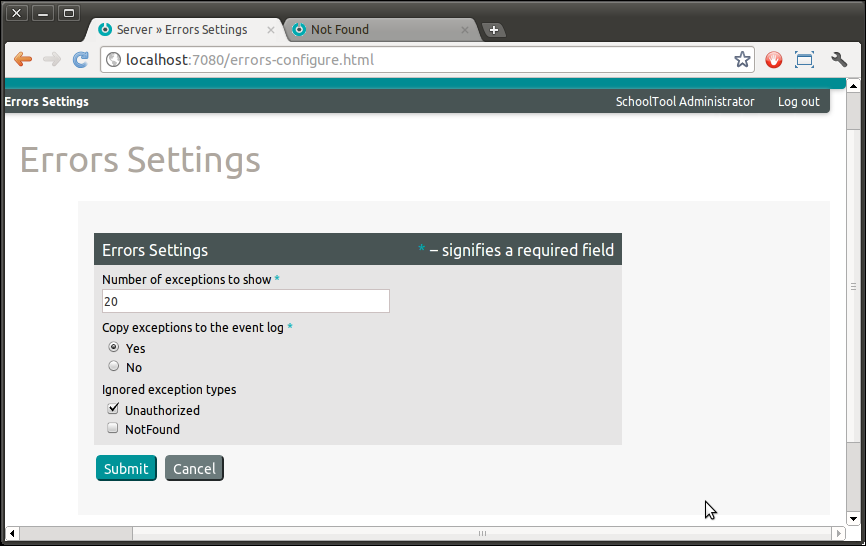 Server » Errors Settings
Not Found
localhost:7080/errors-configure.html
Errors Settings
SchoolTool Administrator
Log out
Errors Settings
Errors Settings
* – signifies a required field
Number of exceptions to show *
20
Copy exceptions to the event log *
Yes
No
Ignored exception types
Unauthorized
NotFound
Submit
Cancel